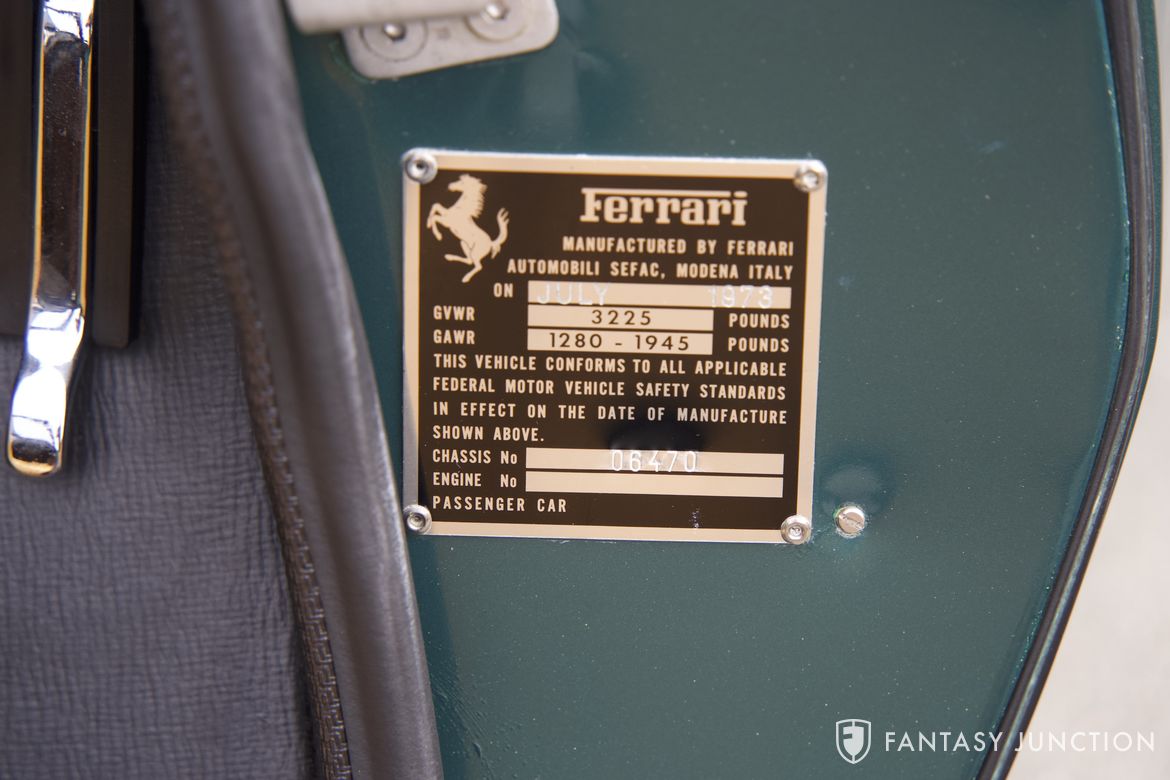 Ferrari
MANUFACTURED BY FERRARI
AUTOMOBILI SEFAC, MODENA ITALY
ON JULY 1973
GVWR 3225 POUNDS
GAWR 1280 - 1945 POUNDS
THIS VEHICLE CONFORMS TO ALL APPLICABLE
FEDERAL MOTOR VEHICLE SAFETY STANDARDS
IN EFFECT ON THE DATE OF MANUFACTURE
SHOWN ABOVE.
CHASSIS No 06470
ENGINE No
PASSENGER CAR
FANTASY JUNCTION